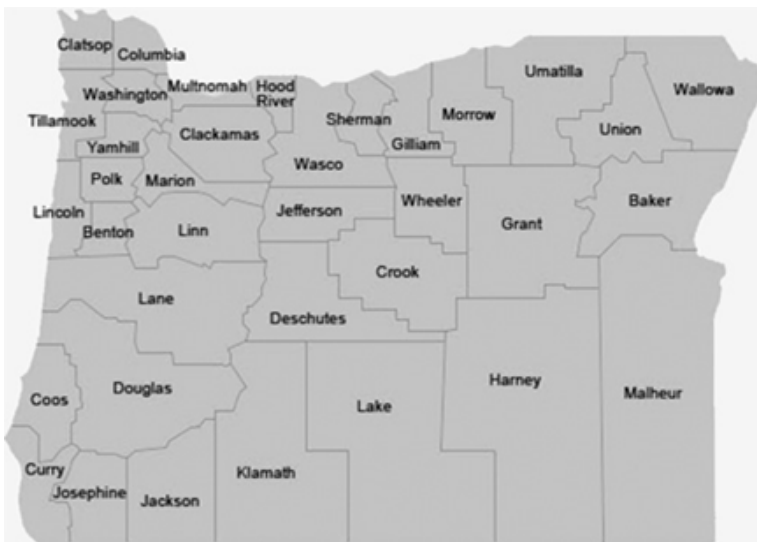 Clatsop
Columbia
Washington
Multnomah
Hood
River
Tillamook
Yamhill
Clackamas
Sherman
Gilliam
Morrow
Umatilla
Union
Wallowa
Polk
Marion
Wasco
Lincoln
Benton
Linn
Jefferson
Wheeler
Grant
Baker
Lane
Crook
Deschutes
Coos
Douglas
Lake
Harney
Malheur
Curry
Josephine
Jackson
Klamath